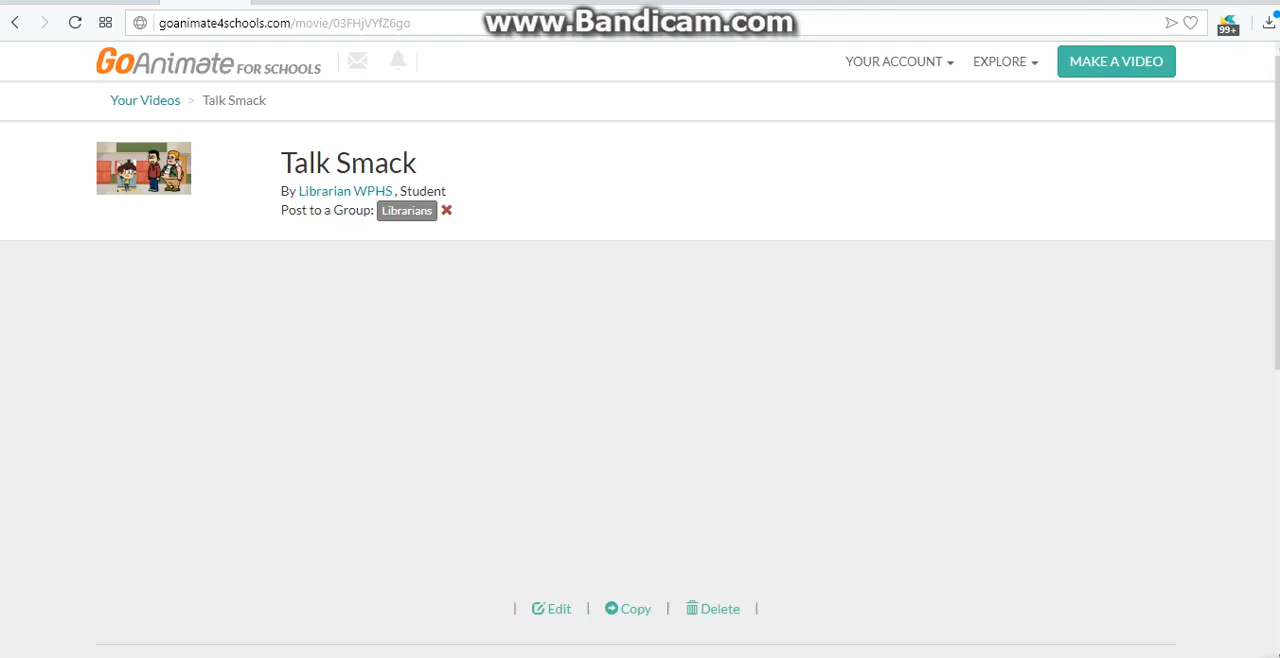 goanimate4schools.com/movie/03FHjVYfZ6go
www.Bandicam.com
99+
GoAnimate FOR SCHOOLS
YOUR ACCOUNT
EXPLORE
MAKE A VIDEO
Your Videos > Talk Smack
Talk Smack
By Librarian WPHS , Student
Post to a Group: Librarians
| Edit | Copy | Delete |